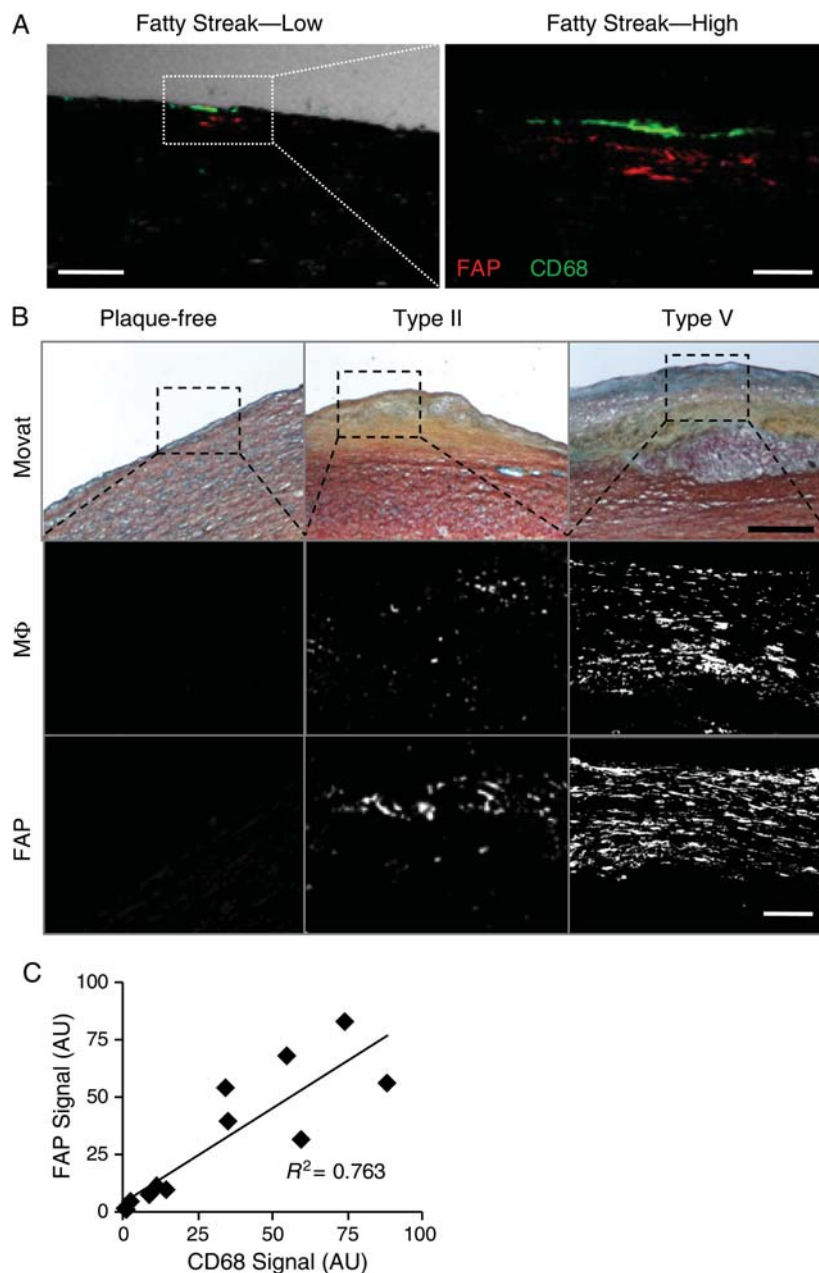 A
Fatty Streak—Low
Fatty Streak—High
FAP CD68
B
Plaque-free
Type II
Type V
Movat
MΦ
FAP
C
100
75
50
25
0
FAP Signal (AU)
R² = 0.763
0 25 50 75 100
CD68 Signal (AU)